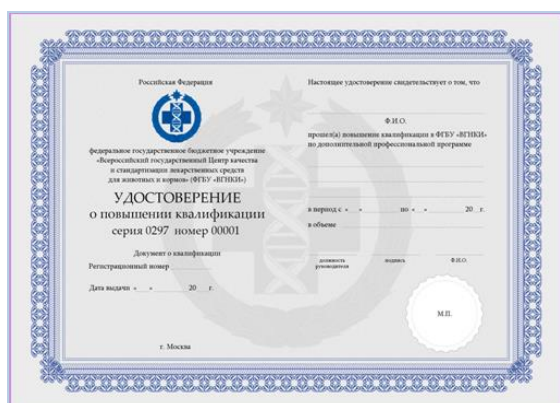 Российская Федерация
федеральное государственное бюджетное учреждение
«Всероссийский государственный Центр качества
и стандартизации лекарственных средств
для животных и кормов» (ФГБУ «ВГНКИ»)
УДОСТОВЕРЕНИЕ
о повышении квалификации
серия 0297 номер 00001
Документ о квалификации
Регистрационный номер
Дата выдачи « » 20 г.
г. Москва
Настоящее удостоверение свидетельствует о том, что
Ф.И.О.
прошел(а) повышение квалификации в ФГБУ «ВГНКИ»
по дополнительной профессиональной программе
в период с « » по « » 20 г.
в объеме
должность руководителя подпись Ф.И.О.
М.П.